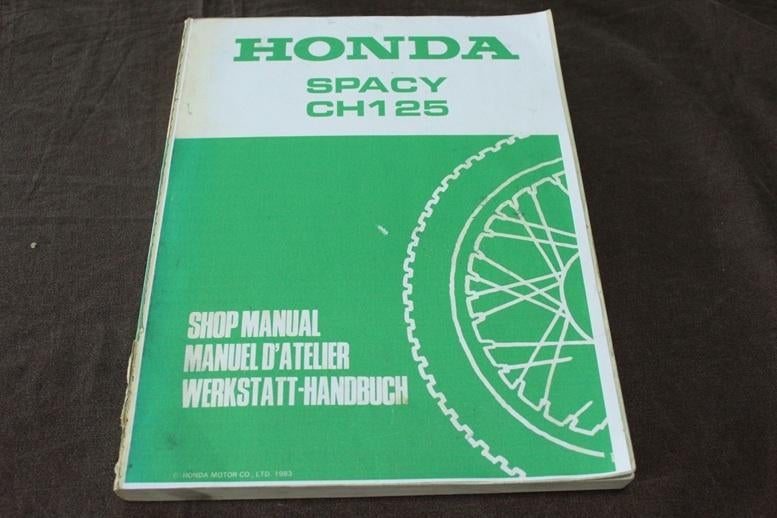 HONDA
SPACY
CH125
SHOP MANUAL
MANUEL D'ATELIER
WERKSTATT-HANDBUCH
© HONDA MOTOR CO., LTD. 1983